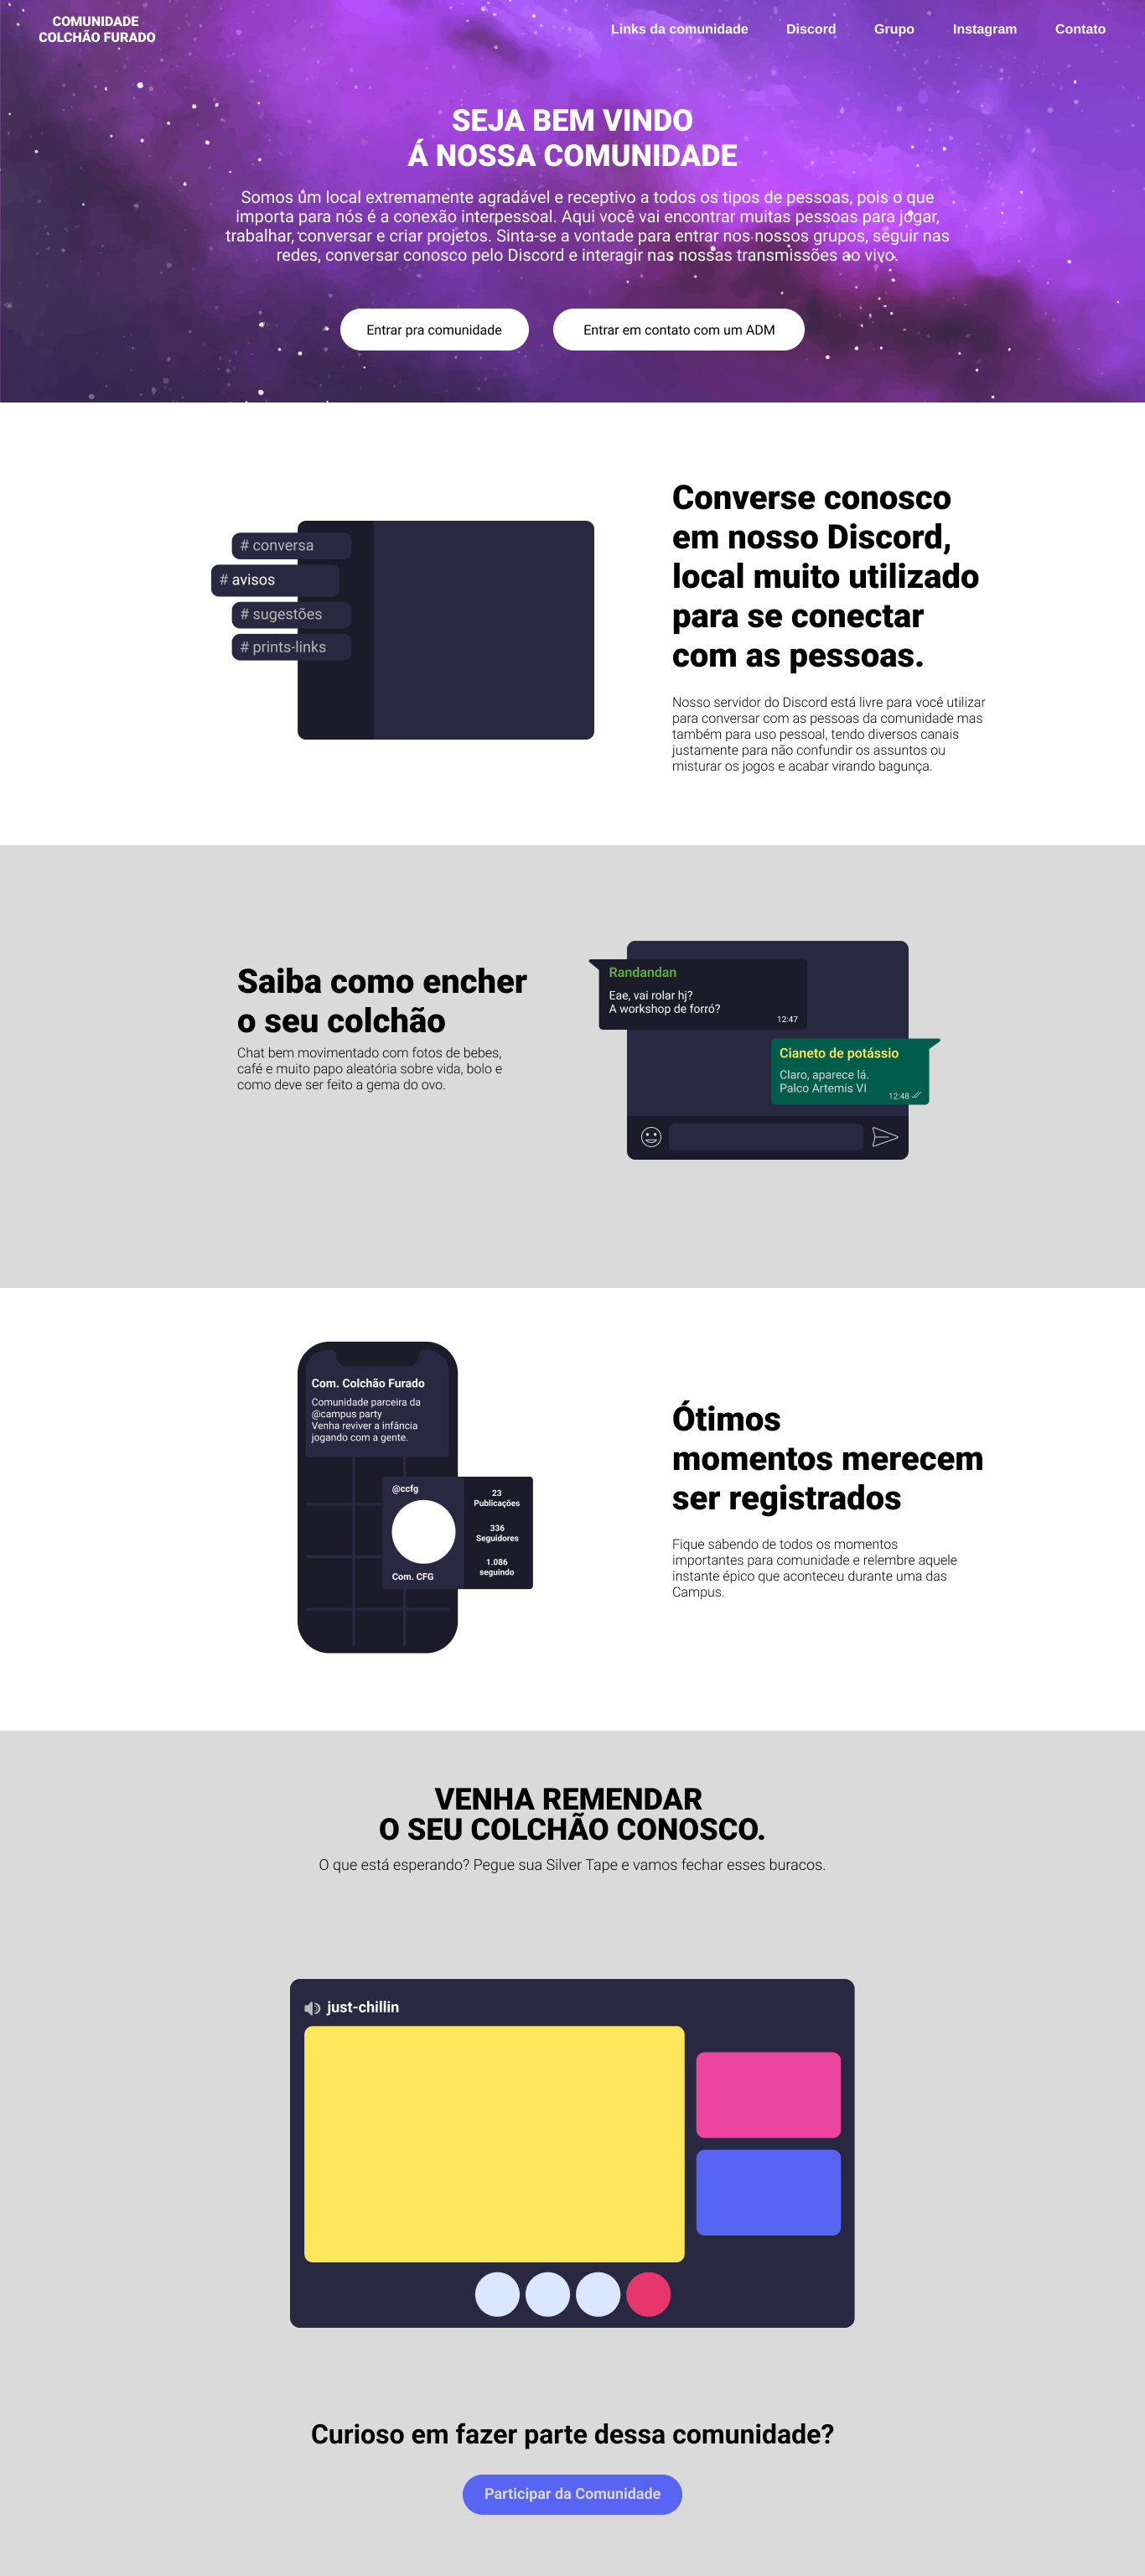 COMUNIDADE
COLCHÃO FURADO
Links da comunidade
Discord
Grupo
Instagram
Contato
SEJA BEM VINDO
Á NOSSA COMUNIDADE
Somos um local extremamente agradável e receptivo a todos os tipos de pessoas, pois o que
importa para nós é a conexão interpessoal. Aqui você vai encontrar muitas pessoas para jogar,
trabalhar, conversar e criar projetos. Sinta-se a vontade para entrar nos nossos grupos, seguir nas
redes, conversar conosco pelo Discord e interagir nas nossas transmissões ao vivo.
Entrar pra comunidade
Entrar em contato com um ADM
# conversa
# avisos
# sugestões
# prints-links
Converse conosco
em nosso Discord,
local muito utilizado
para se conectar
com as pessoas.
Nosso servidor do Discord está livre para você utilizar
para conversar com as pessoas da comunidade mas
também para uso pessoal, tendo diversos canais
justamente para não confundir os assuntos ou
misturar os jogos e acabar virando bagunça.
Saiba como encher
o seu colchão
Chat bem movimentado com fotos de bebes,
café e muito papo aleatória sobre vida, bolo e
como deve ser feito a gema do ovo.
Randandan
Eae, vai rolar hj?
A workshop de forró?
12:47
Cianeto de potássio
Claro, aparece lá.
Palco Artemis VI
12:48
Com. Colchão Furado
Comunidade parceira da
@campus party
Venha reviver a infância
jogando com a gente.
@ccfg
Com. CFG
23
Publicações
336
Seguidores
1.086
seguindo
Ótimos
momentos merecem
ser registrados
Fique sabendo de todos os momentos
importantes para comunidade e relembre aquele
instante épico que aconteceu durante uma das
Campus.
VENHA REMENDAR
O SEU COLCHÃO CONOSCO.
O que está esperando? Pegue sua Silver Tape e vamos fechar esses buracos.
just-chillin
Curioso em fazer parte dessa comunidade?
Participar da Comunidade